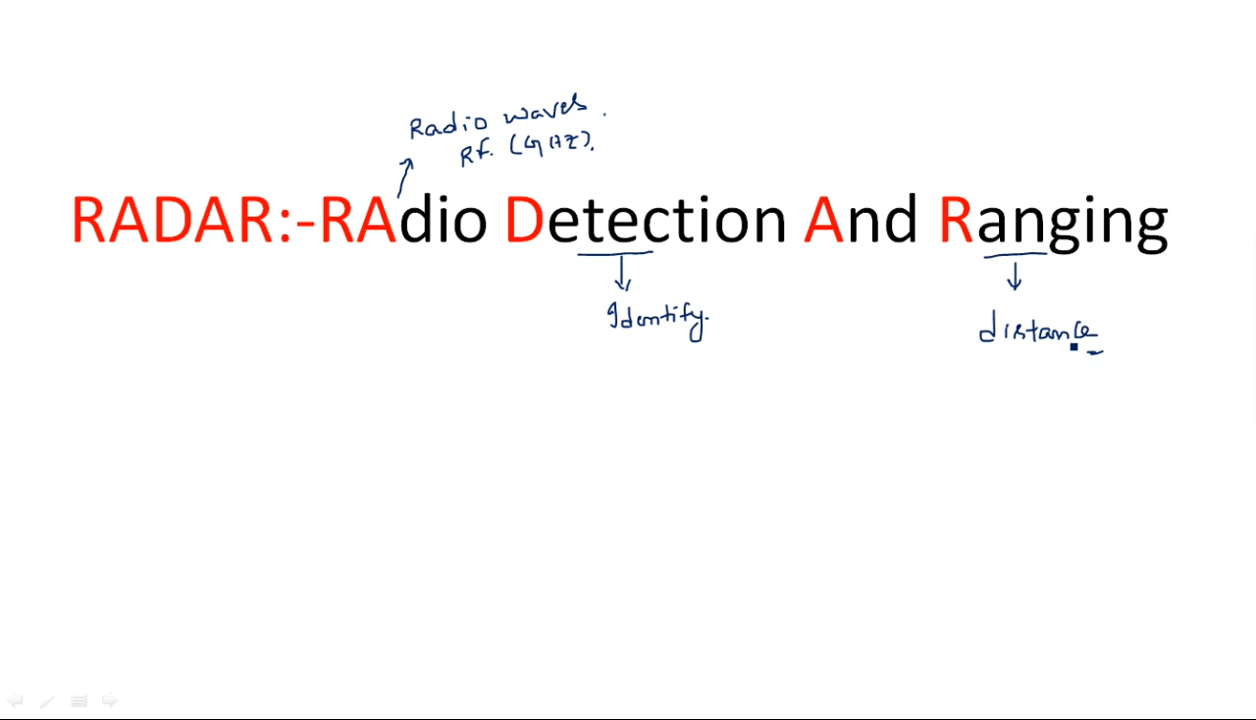 Radio waves.
Rf. (GHZ).
RADAR:-RAdio Detection And Ranging
Identify.
distance